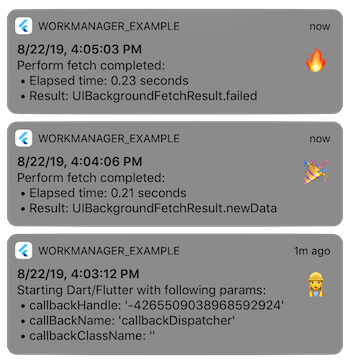 WORKMANAGER_EXAMPLE now
8/22/19, 4:05:03 PM
Perform fetch completed:
• Elapsed time: 0.23 seconds
• Result: UIBackgroundFetchResult.failed
WORKMANAGER_EXAMPLE now
8/22/19, 4:04:06 PM
Perform fetch completed:
• Elapsed time: 0.21 seconds
• Result: UIBackgroundFetchResult.newData
WORKMANAGER_EXAMPLE 1m ago
8/22/19, 4:03:12 PM
Starting Dart/Flutter with following params:
• callbackHandle: '-4265509038968592924'
• callBackName: 'callbackDispatcher'
• callbackClassName: ''